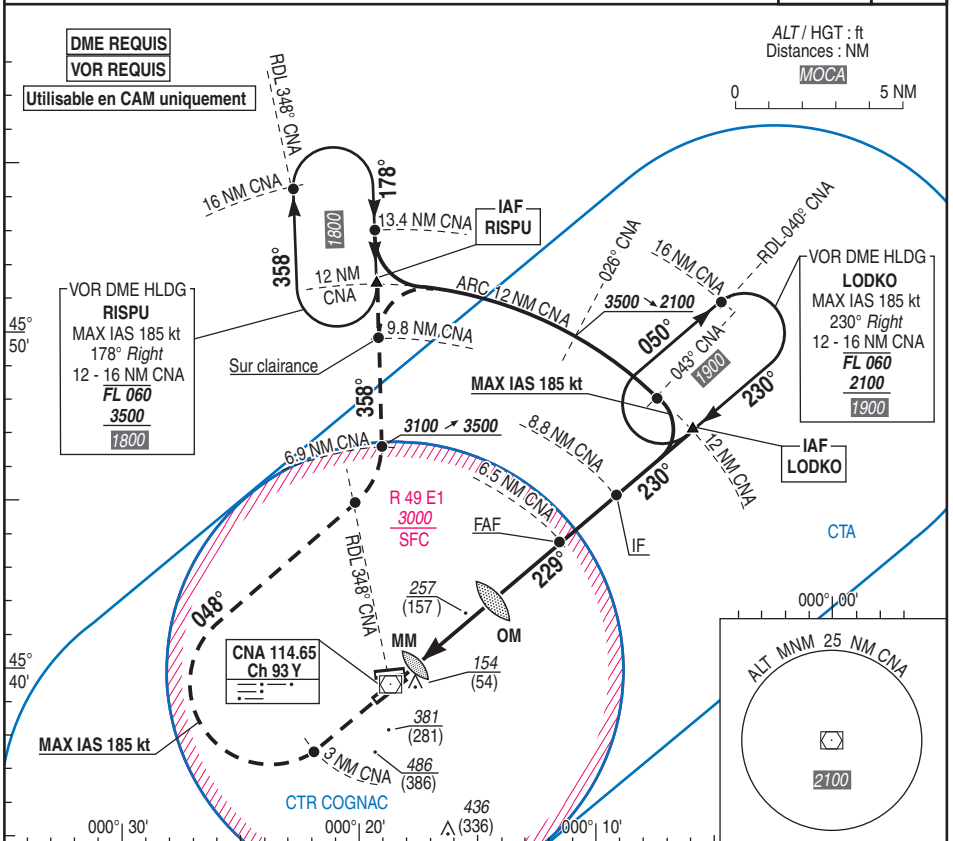 DME REQUIS
VOR REQUIS
Utilisable en CAM uniquement
ALT / HGT : ft
Distances : NM
MOCA
0 5 NM
RDL 348° CNA
16 NM CNA
178°
358°
1800
13.4 NM CNA
IAF
RISPU
12 NM
CNA
VOR DME HLDG
RISPU
MAX IAS 185 kt
178° Right
12 - 16 NM CNA
FL 060
3500
1800
ARC 12 NM CNA
026° CNA
3500 ↘ 2100
16 NM CNA
RDL 040° CNA
050°
043° CNA
1900
230°
VOR DME HLDG
LODKO
MAX IAS 185 kt
230° Right
12 - 16 NM CNA
FL 060
2100
1900
45°
50'
9.8 NM CNA
Sur clairance
358°
MAX IAS 185 kt
3100 ↗ 3500
6.9 NM CNA
8.8 NM CNA
6.5 NM CNA
230°
12 NM CNA
IAF
LODKO
R 49 E1
3000
SFC
FAF
IF
CTA
229°
RDL 348° CNA
048°
257
(157)
OM
MM
CNA 114.65
Ch 93 Y
154
(54)
45°
40'
381
(281)
MAX IAS 185 kt
3 NM CNA
486
(386)
CTR COGNAC
436
(336)
000° 00'
ALT MNM 25 NM CNA
2100
000° 30'
000° 20'
000° 10'